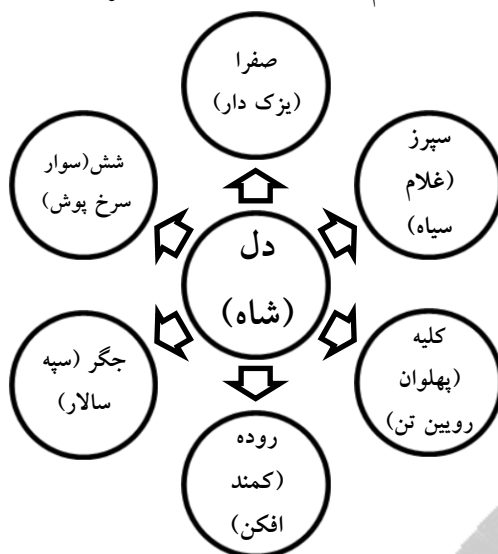 صفرا
(یزک دار)
سپرز
(غلام
سیاه)
کلیه
(پهلوان
رویین تن)
روده
(کمند
افکن)
جگر (سپه
سالار)
شش(سوار
سرخ پوش)
دل
(شاه)